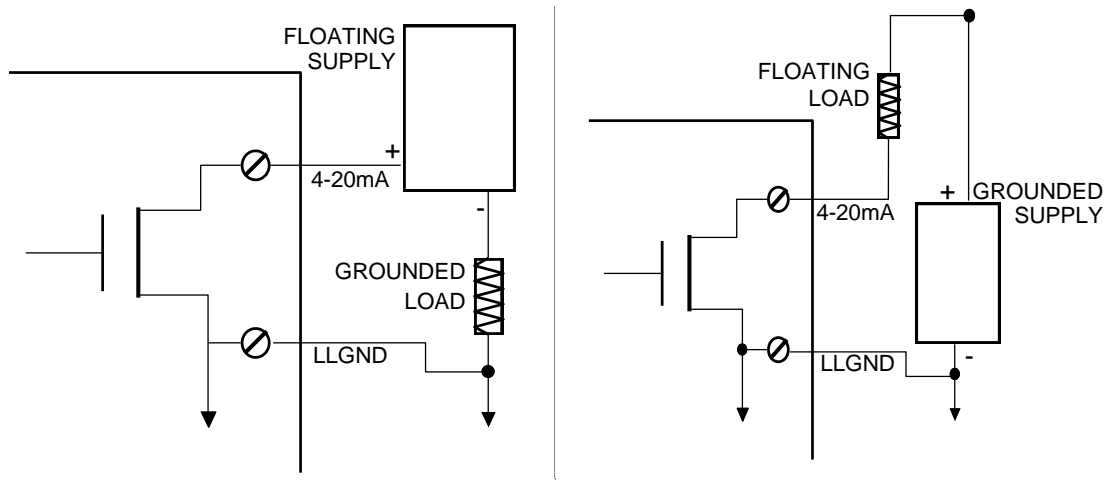 FLOATING
SUPPLY
+
4-20mA
-
GROUNDED
LOAD
LLGND
FLOATING
LOAD
4-20mA
+ GROUNDED
SUPPLY
-
LLGND